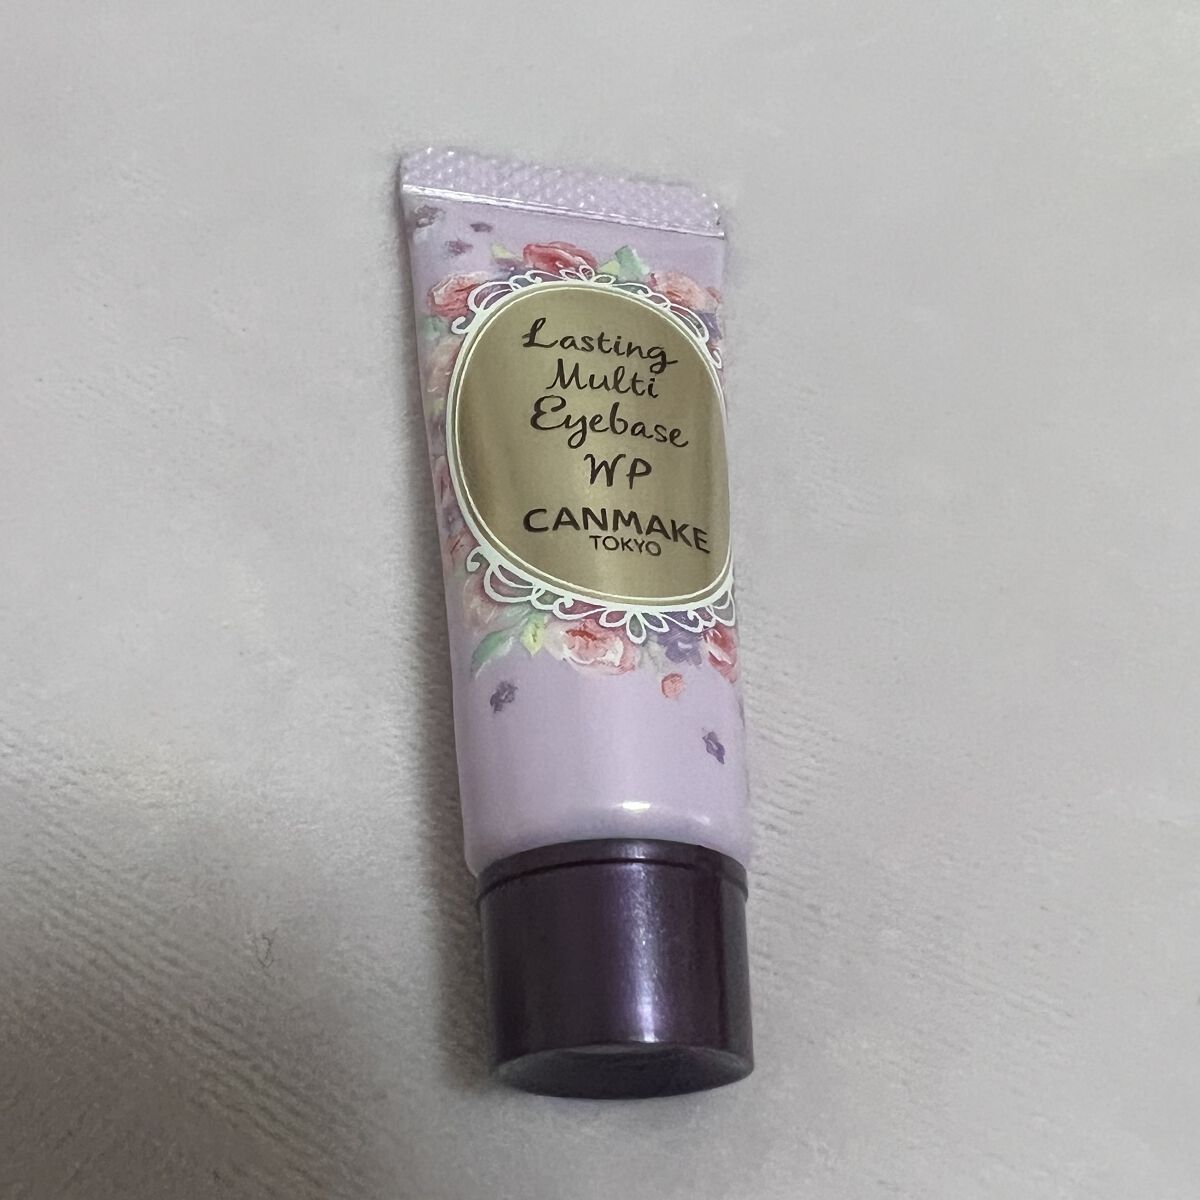 Lasting
Multi
Eyebase
WP
CANMAKE
TOKYO